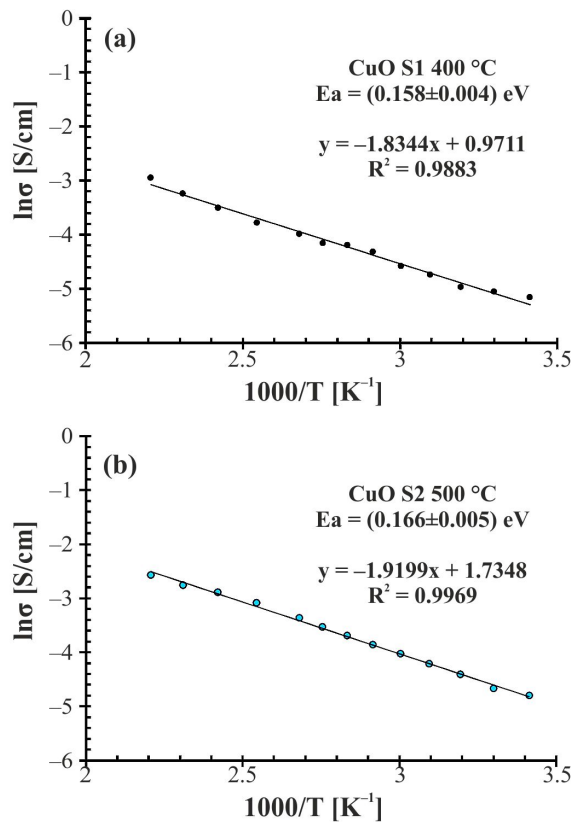 (a)
CuO S1 400 °C
Ea = (0.158±0.004) eV
y = –1.8344x + 0.9711
R² = 0.9883
lnσ [S/cm]
0
–1
–2
–3
–4
–5
–6
2
2.5
3
3.5
1000/T [K⁻¹]
(b)
CuO S2 500 °C
Ea = (0.166±0.005) eV
y = –1.9199x + 1.7348
R² = 0.9969
lnσ [S/cm]
0
–1
–2
–3
–4
–5
–6
2
2.5
3
3.5
1000/T [K⁻¹]